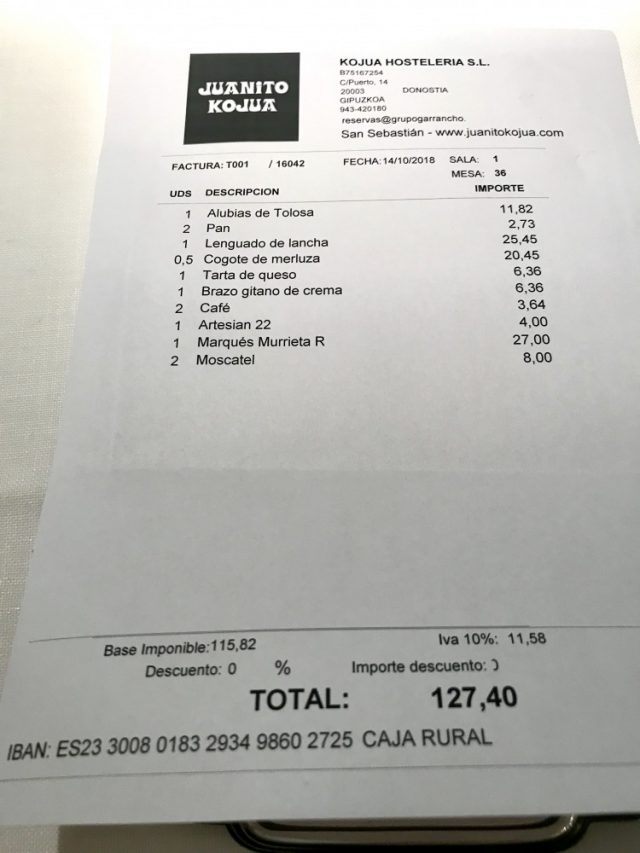 JUANITO
KOJUA
KOJUA HOSTELERIA S.L.
B75167254
C/Puerto, 14
20003 DONOSTIA
GIPUZKOA
943-420180
reservas@grupogarrancho.
San Sebastián - www.juanitokojua.com
FACTURA: T001 / 16042 FECHA: 14/10/2018 SALA: 1
MESA: 36
UDS DESCRIPCION IMPORTE
1 Alubias de Tolosa 11,82
2 Pan 2,73
1 Lenguado de lancha 25,45
0,5 Cogote de merluza 20,45
1 Tarta de queso 6,36
1 Brazo gitano de crema 6,36
2 Café 3,64
1 Artesian 22 4,00
1 Marqués Murrieta R 27,00
2 Moscatel 8,00
Base Imponible: 115,82 Iva 10%: 11,58
Descuento: 0 % Importe descuento:
TOTAL: 127,40
IBAN: ES23 3008 0183 2934 9860 2725 CAJA RURAL